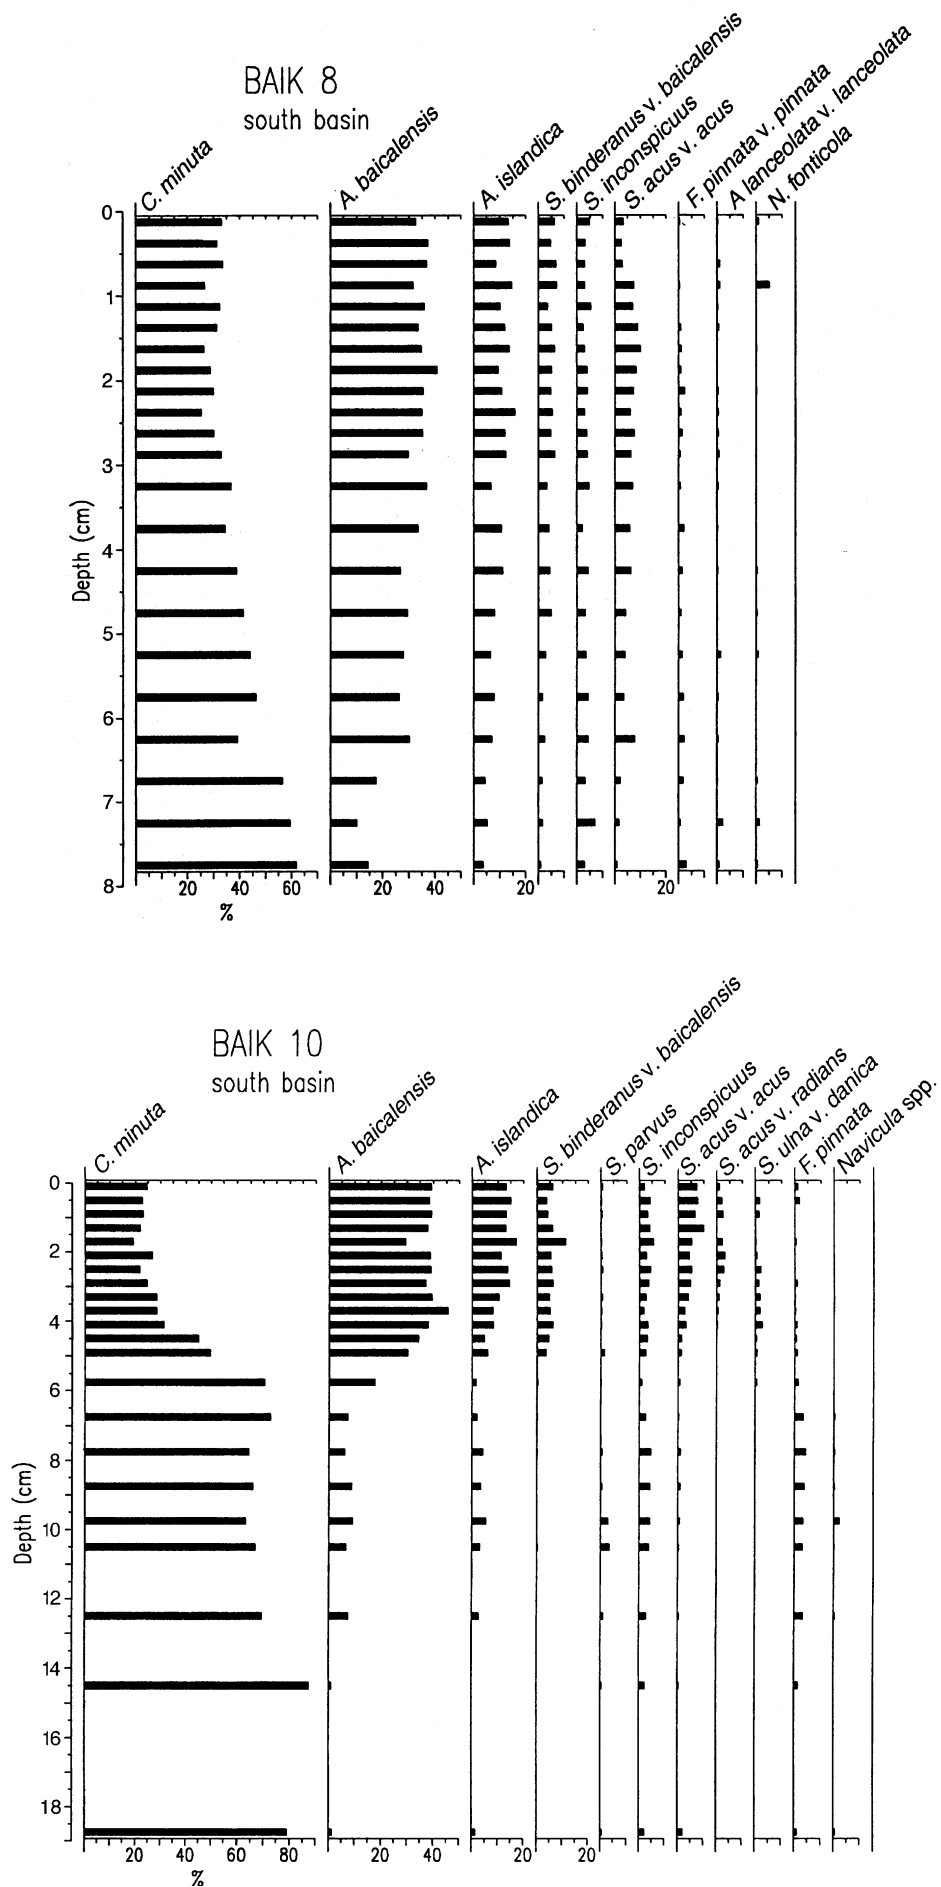 BAIK 8
south basin
C. minuta
A. baicalensis
A. islandica
S. binderanus v. baicalensis
S. inconspicuus
S. acus v. acus
F. pinnata v. pinnata
A lanceolata v. lanceolata
N. fonticola
0
1
2
3
4
5
6
7
8
Depth (cm)
20 40 60 20 40 20 20
%
BAIK 10
south basin
C. minuta
A. baicalensis
A. islandica
S. binderanus v. baicalensis
S. parvus
S. inconspicuus
S. acus v. acus
S. acus v. radians
S. ulna v. danica
F. pinnata
Navicula spp.
0
2
4
6
8
10
12
14
16
18
Depth (cm)
20 40 60 80 20 40 20 20
%